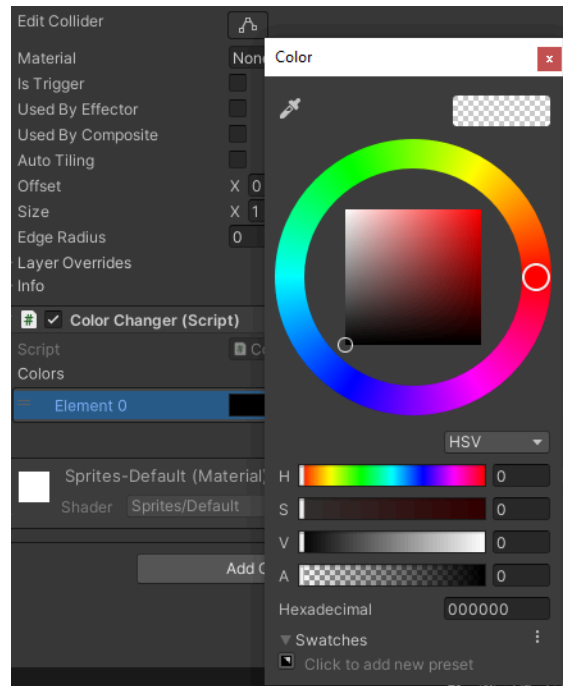 Edit Collider
Material
Is Trigger
Used By Effector
Used By Composite
Auto Tiling
Offset X 0
Size X 1
Edge Radius 0
Layer Overrides
Info
# Color Changer (Script)
Script
Colors
Element 0
Sprites-Default (Material)
Shader Sprites/Default
Color x
HSV
H 0
S 0
V 0
A 0
Hexadecimal 000000
Swatches
Click to add new preset